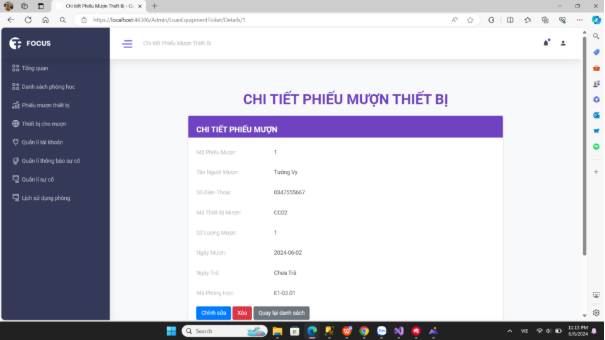 Chi tiết Phiếu Mượn Thiết Bị - C
https://localhost:44386/Admin/LoanEquipmentTicket/Details/1
FOCUS
Chi tiết Phiếu Mượn Thiết Bị
Tổng quan
Danh sách phòng học
Phiếu mượn thiết bị
Thiết bị cho mượn
Quản lí tài khoản
Quản lí thông báo sự cố
Quản lí sự cố
Lịch sử dụng phòng
CHI TIẾT PHIẾU MƯỢN THIẾT BỊ
CHI TIẾT PHIẾU MƯỢN
Mã Phiếu Mượn: 1
Tên Người Mượn: Tường Vy
Số Điện Thoại: 0347555667
Mã Thiết Bị Mượn: CC02
Số Lượng Mượn: 1
Ngày Mượn: 2024-06-02
Ngày Trả: Chưa Trả
Mã Phòng Học: E1-03.01
Chỉnh sửa Xóa Quay lại danh sách
Search
VIE
11:15 PM
6/6/2024